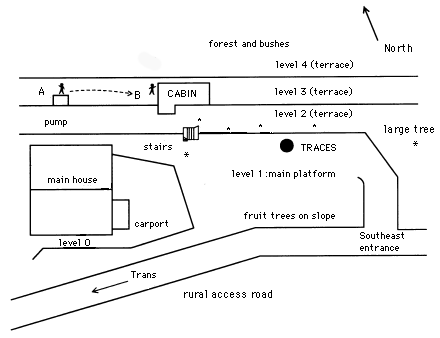 forest and bushes
North
level 4 (terrace)
A
B
CABIN
level 3 (terrace)
level 2 (terrace)
pump
large tree
*
stairs
*
TRACES
main house
level 1 :main platform
carport
fruit trees on slope
level 0
Southeast
entrance
Trans
rural access road